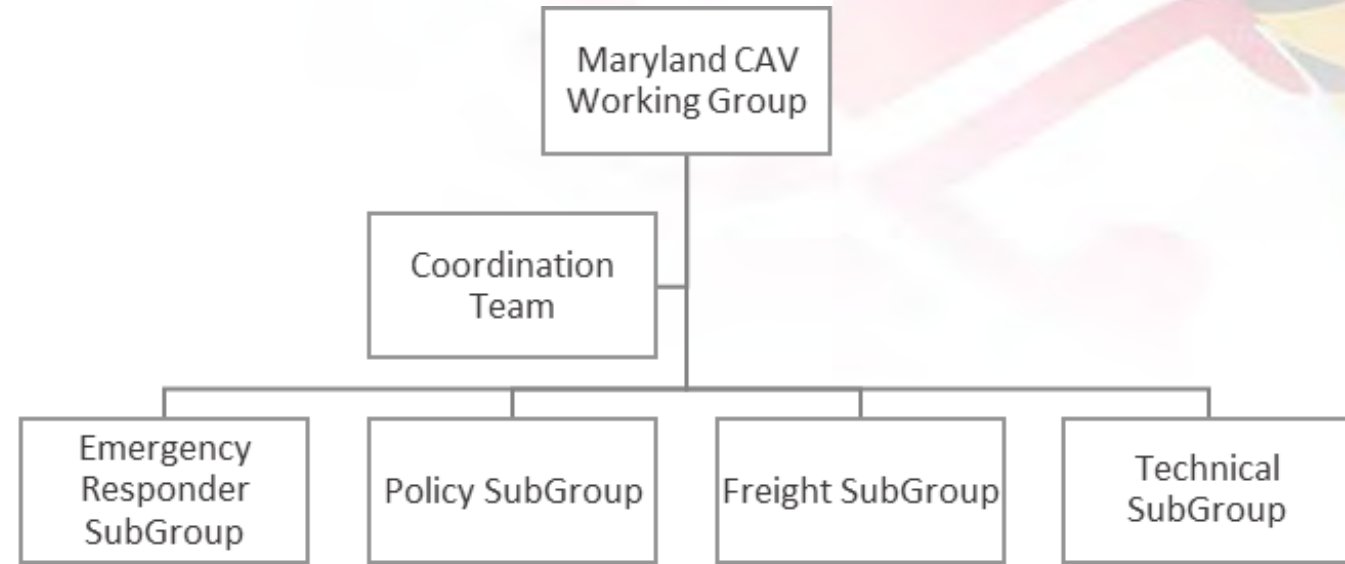 Maryland CAV
Working Group
Coordination
Team
Emergency
Responder
SubGroup
Policy SubGroup
Freight SubGroup
Technical
SubGroup